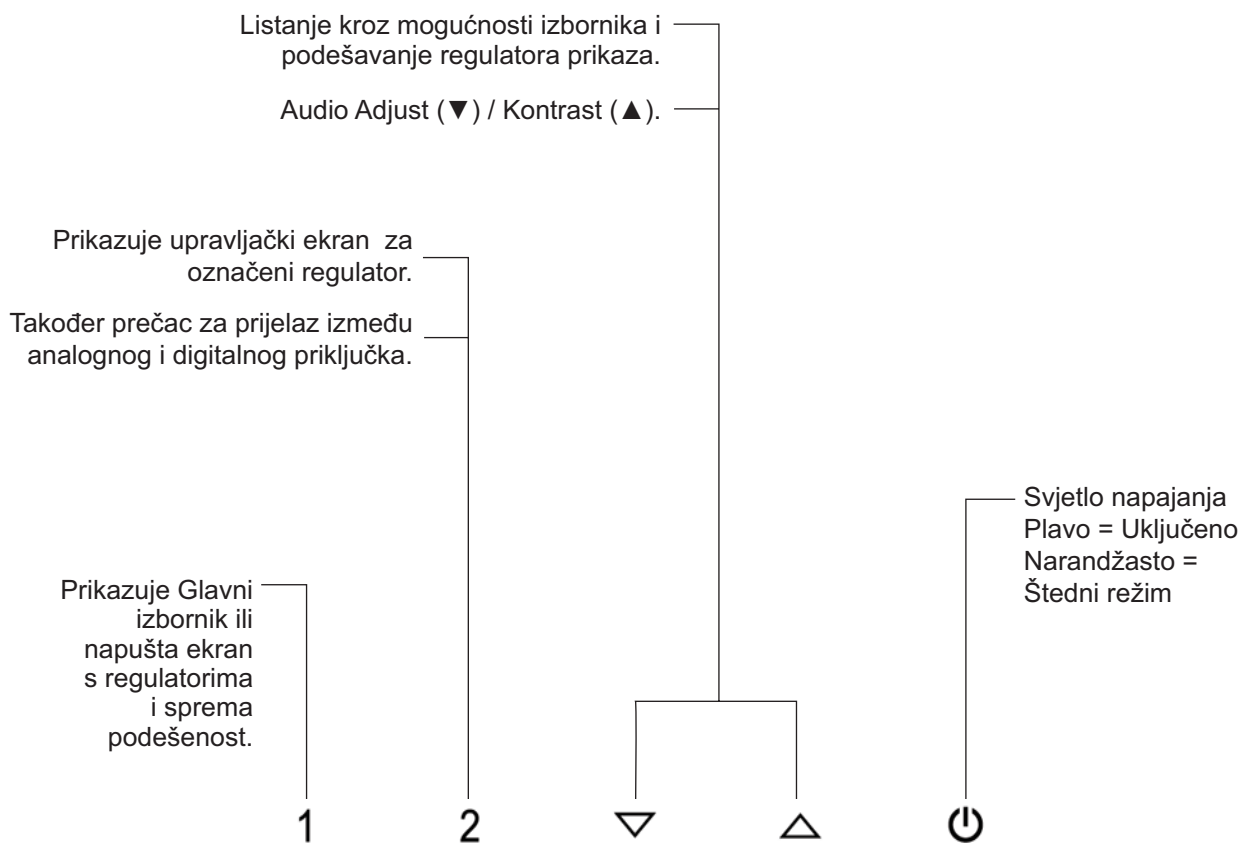 Listanje kroz mogućnosti izbornika i
podešavanje regulatora prikaza.
Audio Adjust (▼) / Kontrast (▲).
Prikazuje upravljački ekran za
označeni regulator.
Također prečac za prijelaz između
analognog i digitalnog priključka.
Svjetlo napajanja
Plavo = Uključeno
Narandžasto =
Štedni režim
Prikazuje Glavni
izbornik ili
napušta ekran
s regulatorima
i sprema
podešenost.
1 2 ▽ △ ⏻